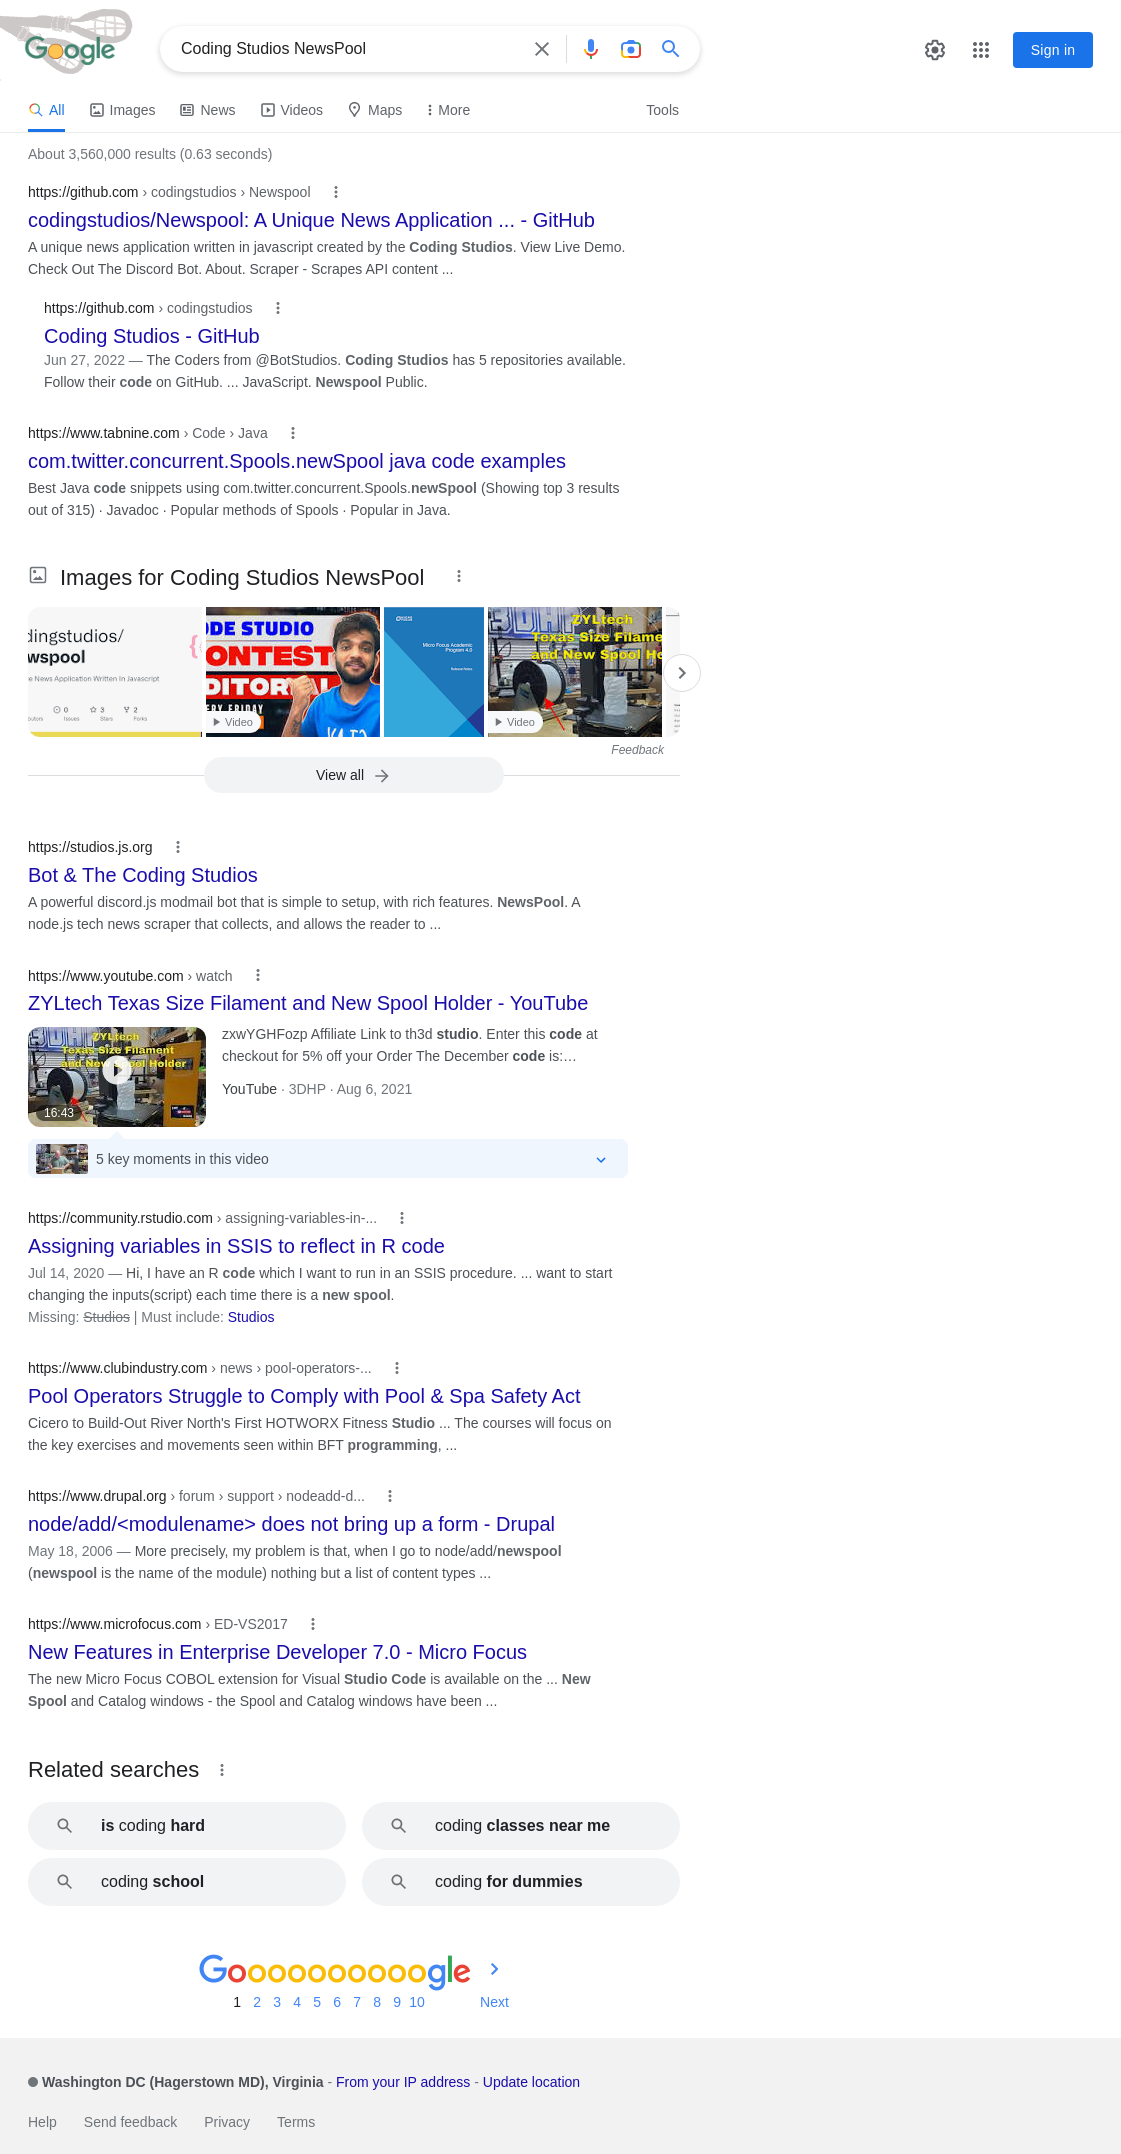 Google
Coding Studios NewsPool
Sign in
All
Images
News
Videos
Maps
More
Tools
About 3,560,000 results (0.63 seconds)
https://github.com › codingstudios › Newspool
codingstudios/Newspool: A Unique News Application ... - GitHub
A unique news application written in javascript created by the Coding Studios. View Live Demo.
Check Out The Discord Bot. About. Scraper - Scrapes API content ...
https://github.com › codingstudios
Coding Studios - GitHub
Jun 27, 2022 — The Coders from @BotStudios. Coding Studios has 5 repositories available.
Follow their code on GitHub. ... JavaScript. Newspool Public.
https://www.tabnine.com › Code › Java
com.twitter.concurrent.Spools.newSpool java code examples
Best Java code snippets using com.twitter.concurrent.Spools.newSpool (Showing top 3 results
out of 315) · Javadoc · Popular methods of Spools · Popular in Java.
Images for Coding Studios NewsPool
dingstudios/
wspool
e News Application Written In Javascript
0
3
2
Issues
Stars
Forks
ODE STUDIO
ONTEST
DITORIAL
ERY FRIDAY
Video
Micro Focus Academic
Program 4.0
Release Notes
ZYLtech
Texas Size Filame
and New Spool Ho
Video
Feedback
View all
https://studios.js.org
Bot & The Coding Studios
A powerful discord.js modmail bot that is simple to setup, with rich features. NewsPool. A
node.js tech news scraper that collects, and allows the reader to ...
https://www.youtube.com › watch
ZYLtech Texas Size Filament and New Spool Holder - YouTube
ZYLtech
Texas Size Filament
and New Spool Holder
16:43
zxwYGHFozp Affiliate Link to th3d studio. Enter this code at
checkout for 5% off your Order The December code is:…
YouTube · 3DHP · Aug 6, 2021
5 key moments in this video
https://community.rstudio.com › assigning-variables-in-...
Assigning variables in SSIS to reflect in R code
Jul 14, 2020 — Hi, I have an R code which I want to run in an SSIS procedure. ... want to start
changing the inputs(script) each time there is a new spool.
Missing: Studios | Must include: Studios
https://www.clubindustry.com › news › pool-operators-...
Pool Operators Struggle to Comply with Pool & Spa Safety Act
Cicero to Build-Out River North's First HOTWORX Fitness Studio ... The courses will focus on
the key exercises and movements seen within BFT programming, ...
https://www.drupal.org › forum › support › nodeadd-d...
node/add/<modulename> does not bring up a form - Drupal
May 18, 2006 — More precisely, my problem is that, when I go to node/add/newspool
(newspool is the name of the module) nothing but a list of content types ...
https://www.microfocus.com › ED-VS2017
New Features in Enterprise Developer 7.0 - Micro Focus
The new Micro Focus COBOL extension for Visual Studio Code is available on the ... New
Spool and Catalog windows - the Spool and Catalog windows have been ...
Related searches
is coding hard
coding classes near me
coding school
coding for dummies
Goooooooooogle
1 2 3 4 5 6 7 8 9 10 Next
Washington DC (Hagerstown MD), Virginia - From your IP address - Update location
Help
Send feedback
Privacy
Terms